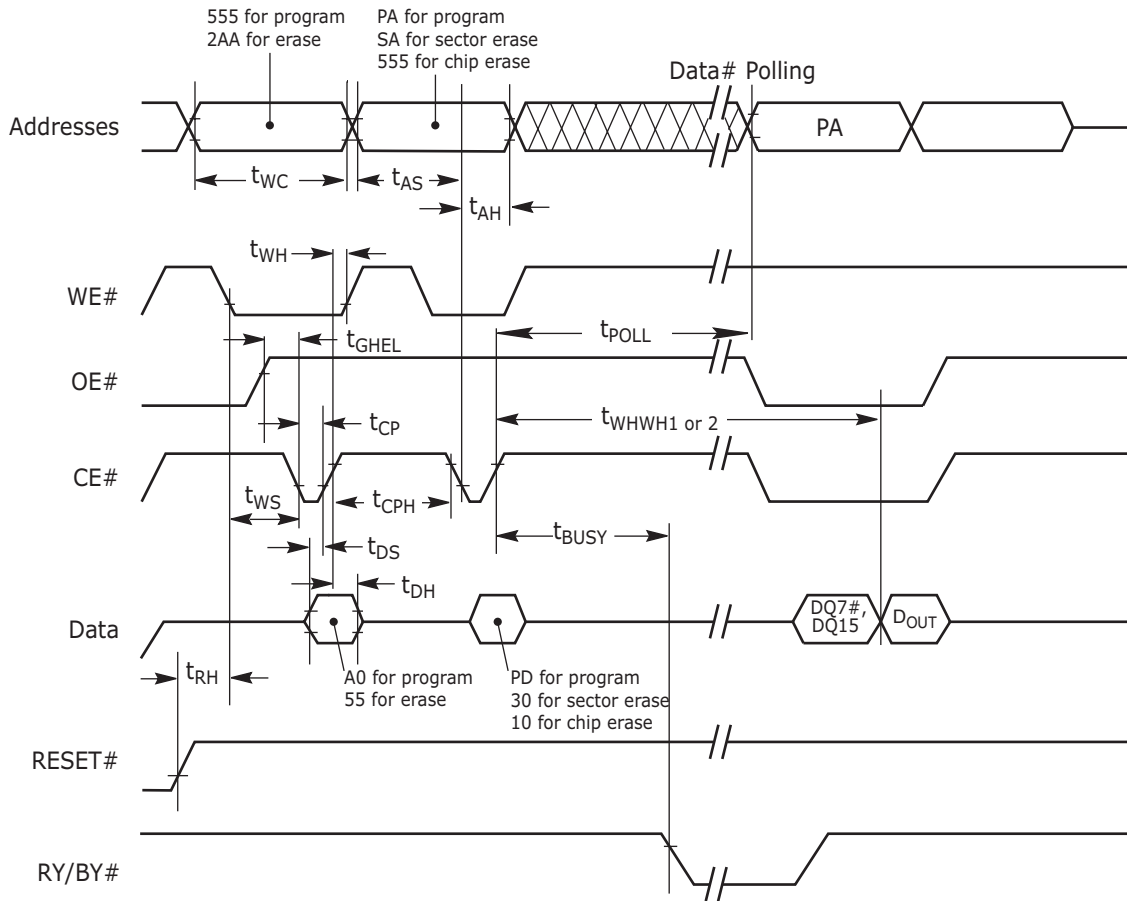 555 for program
2AA for erase
PA for program
SA for sector erase
555 for chip erase
Data# Polling
Addresses
PA
tWC
tAS
tAH
tWH
WE#
tGHEL
tPOLL
OE#
tCP
tWHWH1 or 2
CE#
tWS
tCPH
tBUSY
tDS
tDH
Data
DQ7#,
DQ15
DOUT
tRH
A0 for program
55 for erase
PD for program
30 for sector erase
10 for chip erase
RESET#
RY/BY#